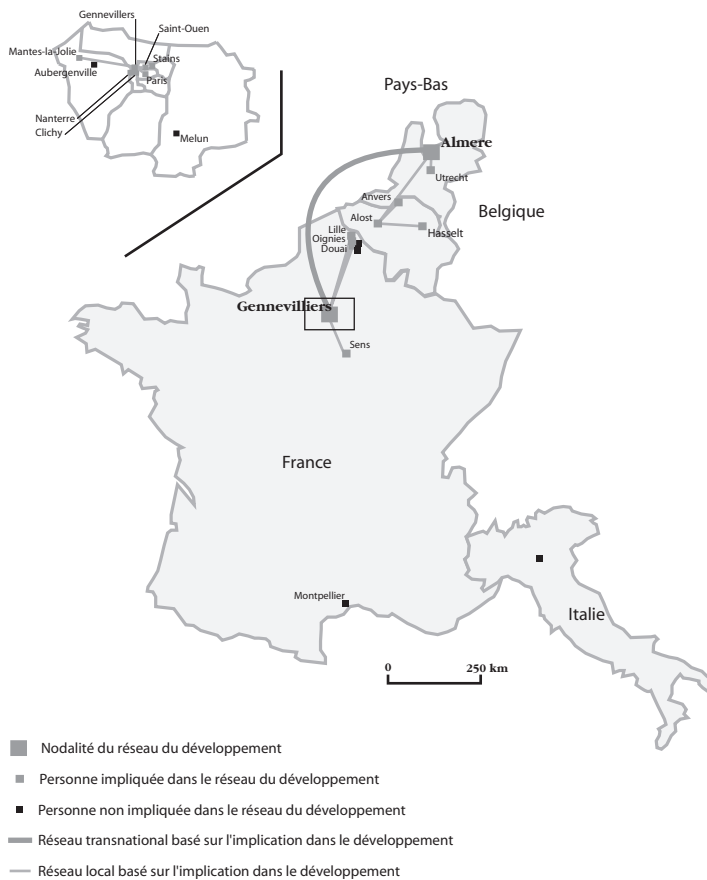 Gennevillers
Saint-Ouen
Mantes-la-Jolie
Stains
Aubergenville
Paris
Nanterre
Clichy
Melun
Pays-Bas
Almere
Utrecht
Anvers
Belgique
Alost
Hasselt
Lille
Oignies
Douai
Gennevilliers
Sens
France
Montpellier
Italie
0 250 km
Nodalité du réseau du développement
Personne impliquée dans le réseau du développement
Personne non impliquée dans le réseau du développement
Réseau transnational basé sur l'implication dans le développement
Réseau local basé sur l'implication dans le développement